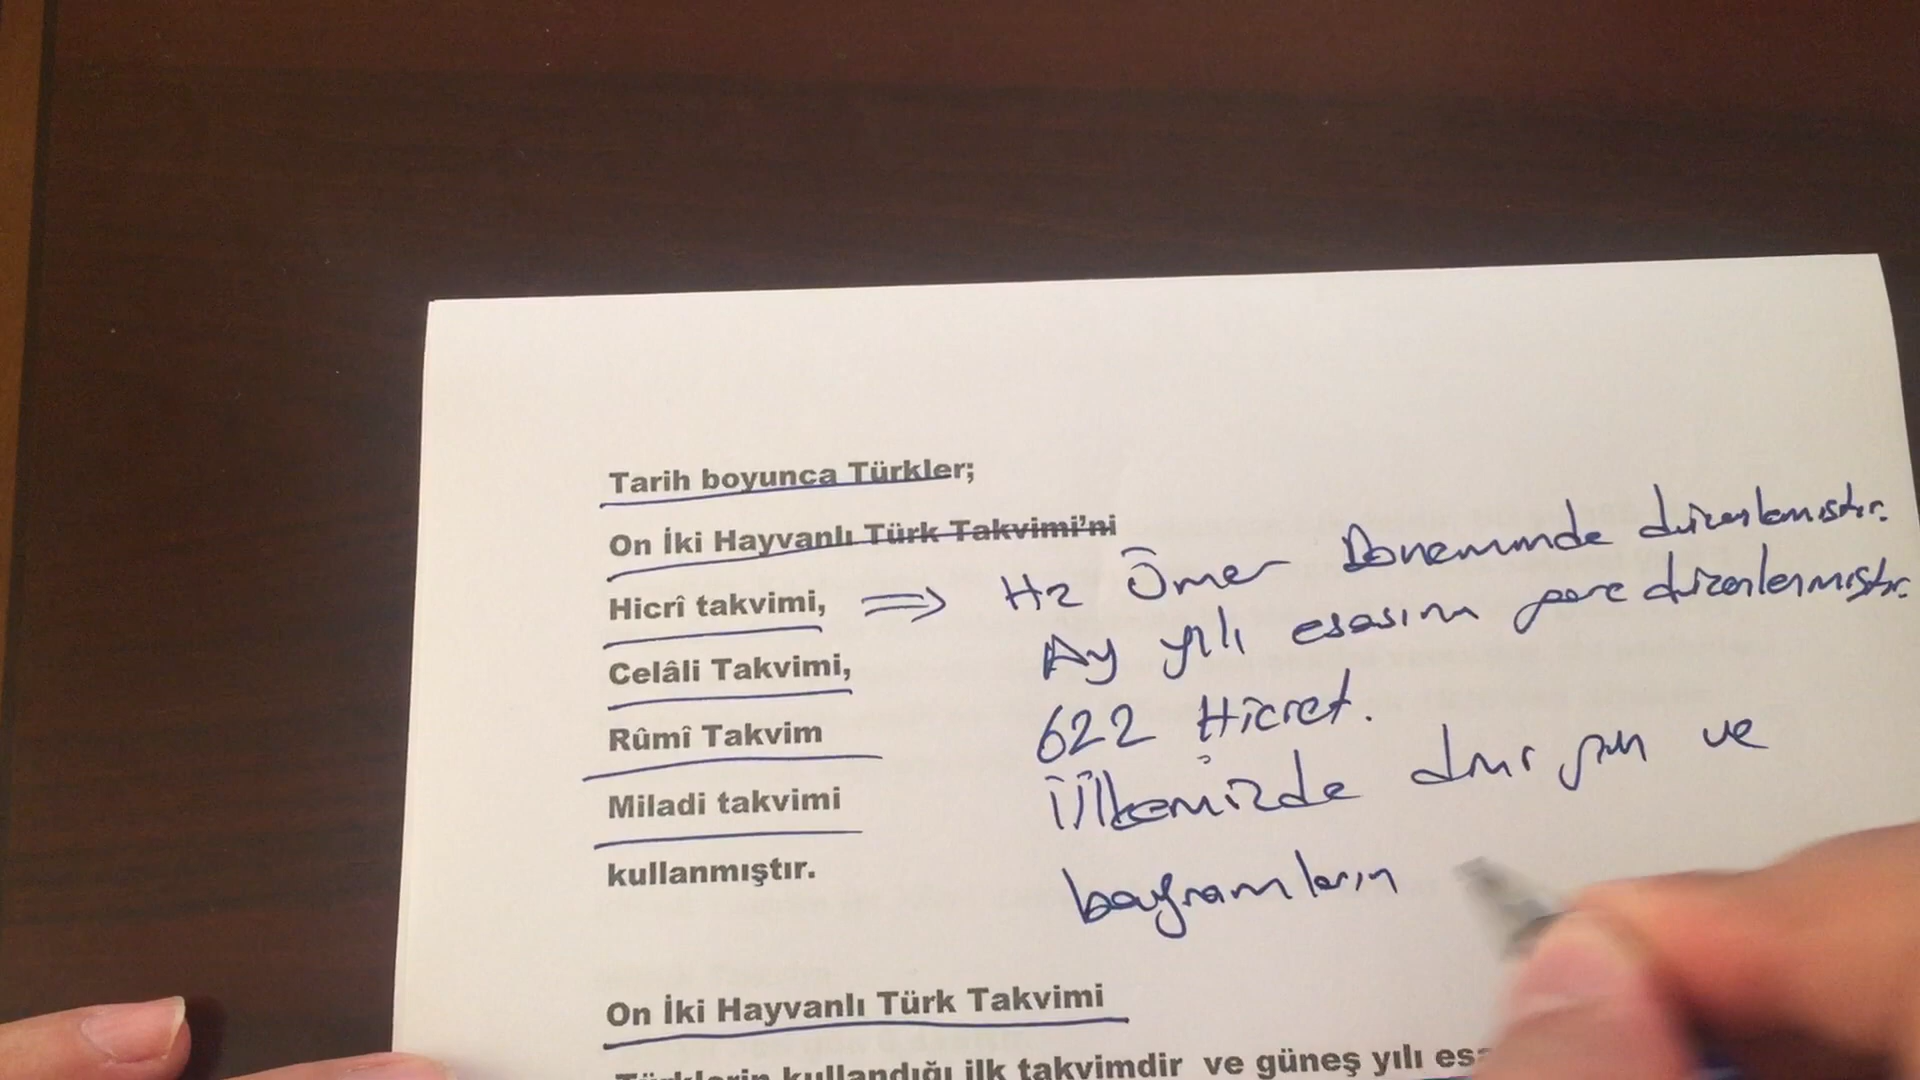 Tarih boyunca Türkler;
On İki Hayvanlı Türk Takvimi'ni
Hicrî takvimi, ⇒ Hz Ömer Döneminde düzenlemiştir.
Ay yılı esasına göre düzenlenmiştir.
Celâli Takvimi,
622 Hicret.
Rûmî Takvim
Ülkemizde dini gün ve
Miladi takvimi
bayramların
kullanmıştır.
On İki Hayvanlı Türk Takvimi
Türklerin kullandığı ilk takvimdir ve güneş yılı